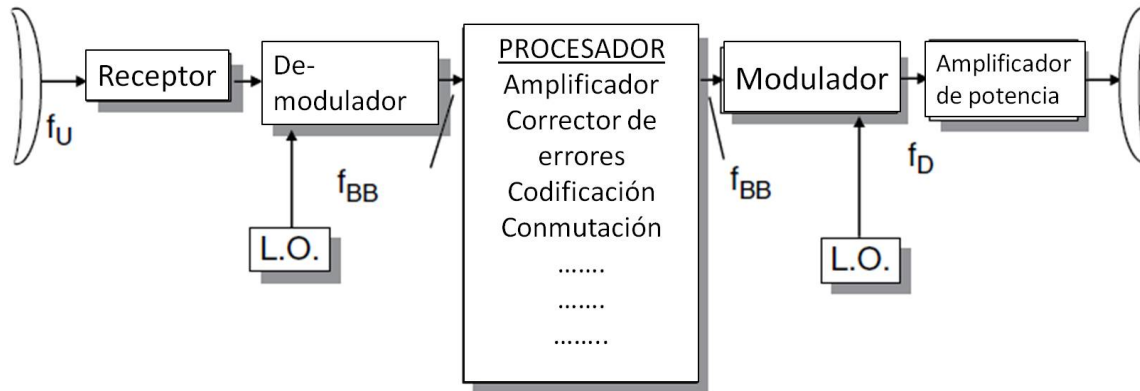 Receptor
De-
modulador
PROCESADOR
Amplificador
Corrector de
errores
Codificación
Conmutación
.......
.......
........
Modulador
Amplificador
de potencia
f_U
f_BB
f_BB
f_D
L.O.
L.O.